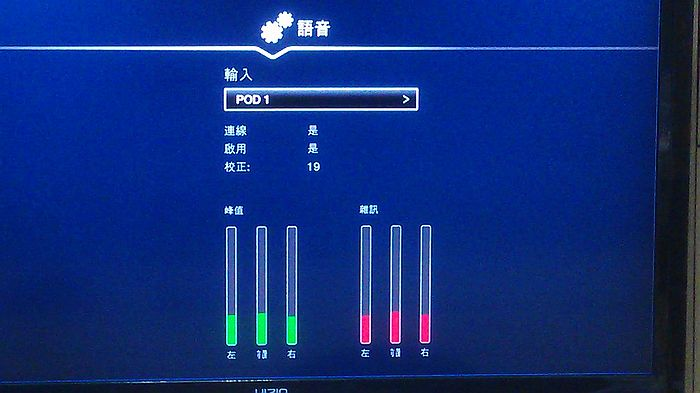 語音
輸入
POD 1 >
連線 是
啟用 是
校正: 19
峰值 雜訊
左 右 左 右
VIZIO